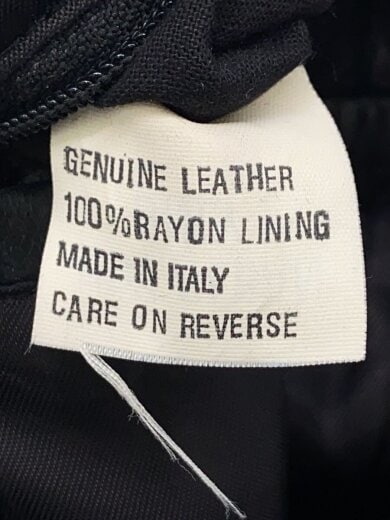 GENUINE LEATHER
100%RAYON LINING
MADE IN ITALY
CARE ON REVERSE